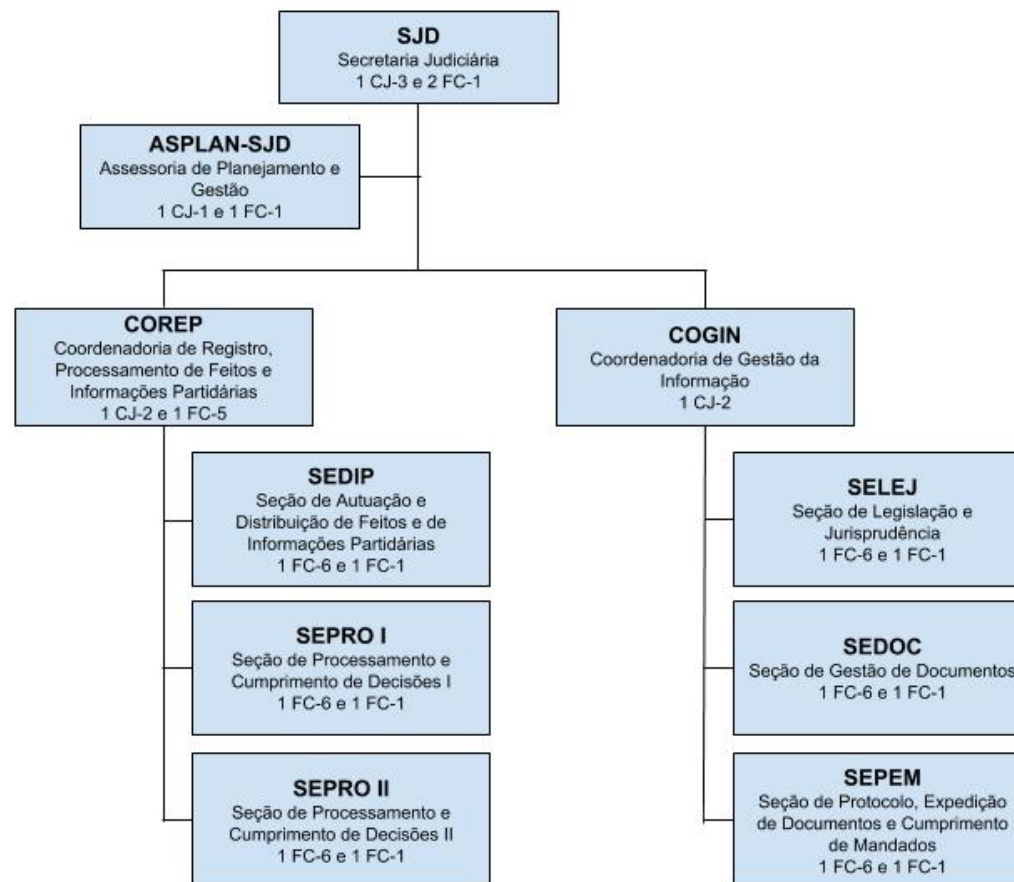 SJD
Secretaria Judiciária
1 CJ-3 e 2 FC-1
ASPLAN-SJD
Assessoria de Planejamento e
Gestão
1 CJ-1 e 1 FC-1
COREP
Coordenadoria de Registro,
Processamento de Feitos e
Informações Partidárias
1 CJ-2 e 1 FC-5
SEDIP
Seção de Autuação e
Distribuição de Feitos e de
Informações Partidárias
1 FC-6 e 1 FC-1
SEPRO I
Seção de Processamento e
Cumprimento de Decisões I
1 FC-6 e 1 FC-1
SEPRO II
Seção de Processamento e
Cumprimento de Decisões II
1 FC-6 e 1 FC-1
COGIN
Coordenadoria de Gestão da
Informação
1 CJ-2
SELEJ
Seção de Legislação e
Jurisprudência
1 FC-6 e 1 FC-1
SEDOC
Seção de Gestão de Documentos
1 FC-6 e 1 FC-1
SEPEM
Seção de Protocolo, Expedição
de Documentos e Cumprimento
de Mandados
1 FC-6 e 1 FC-1